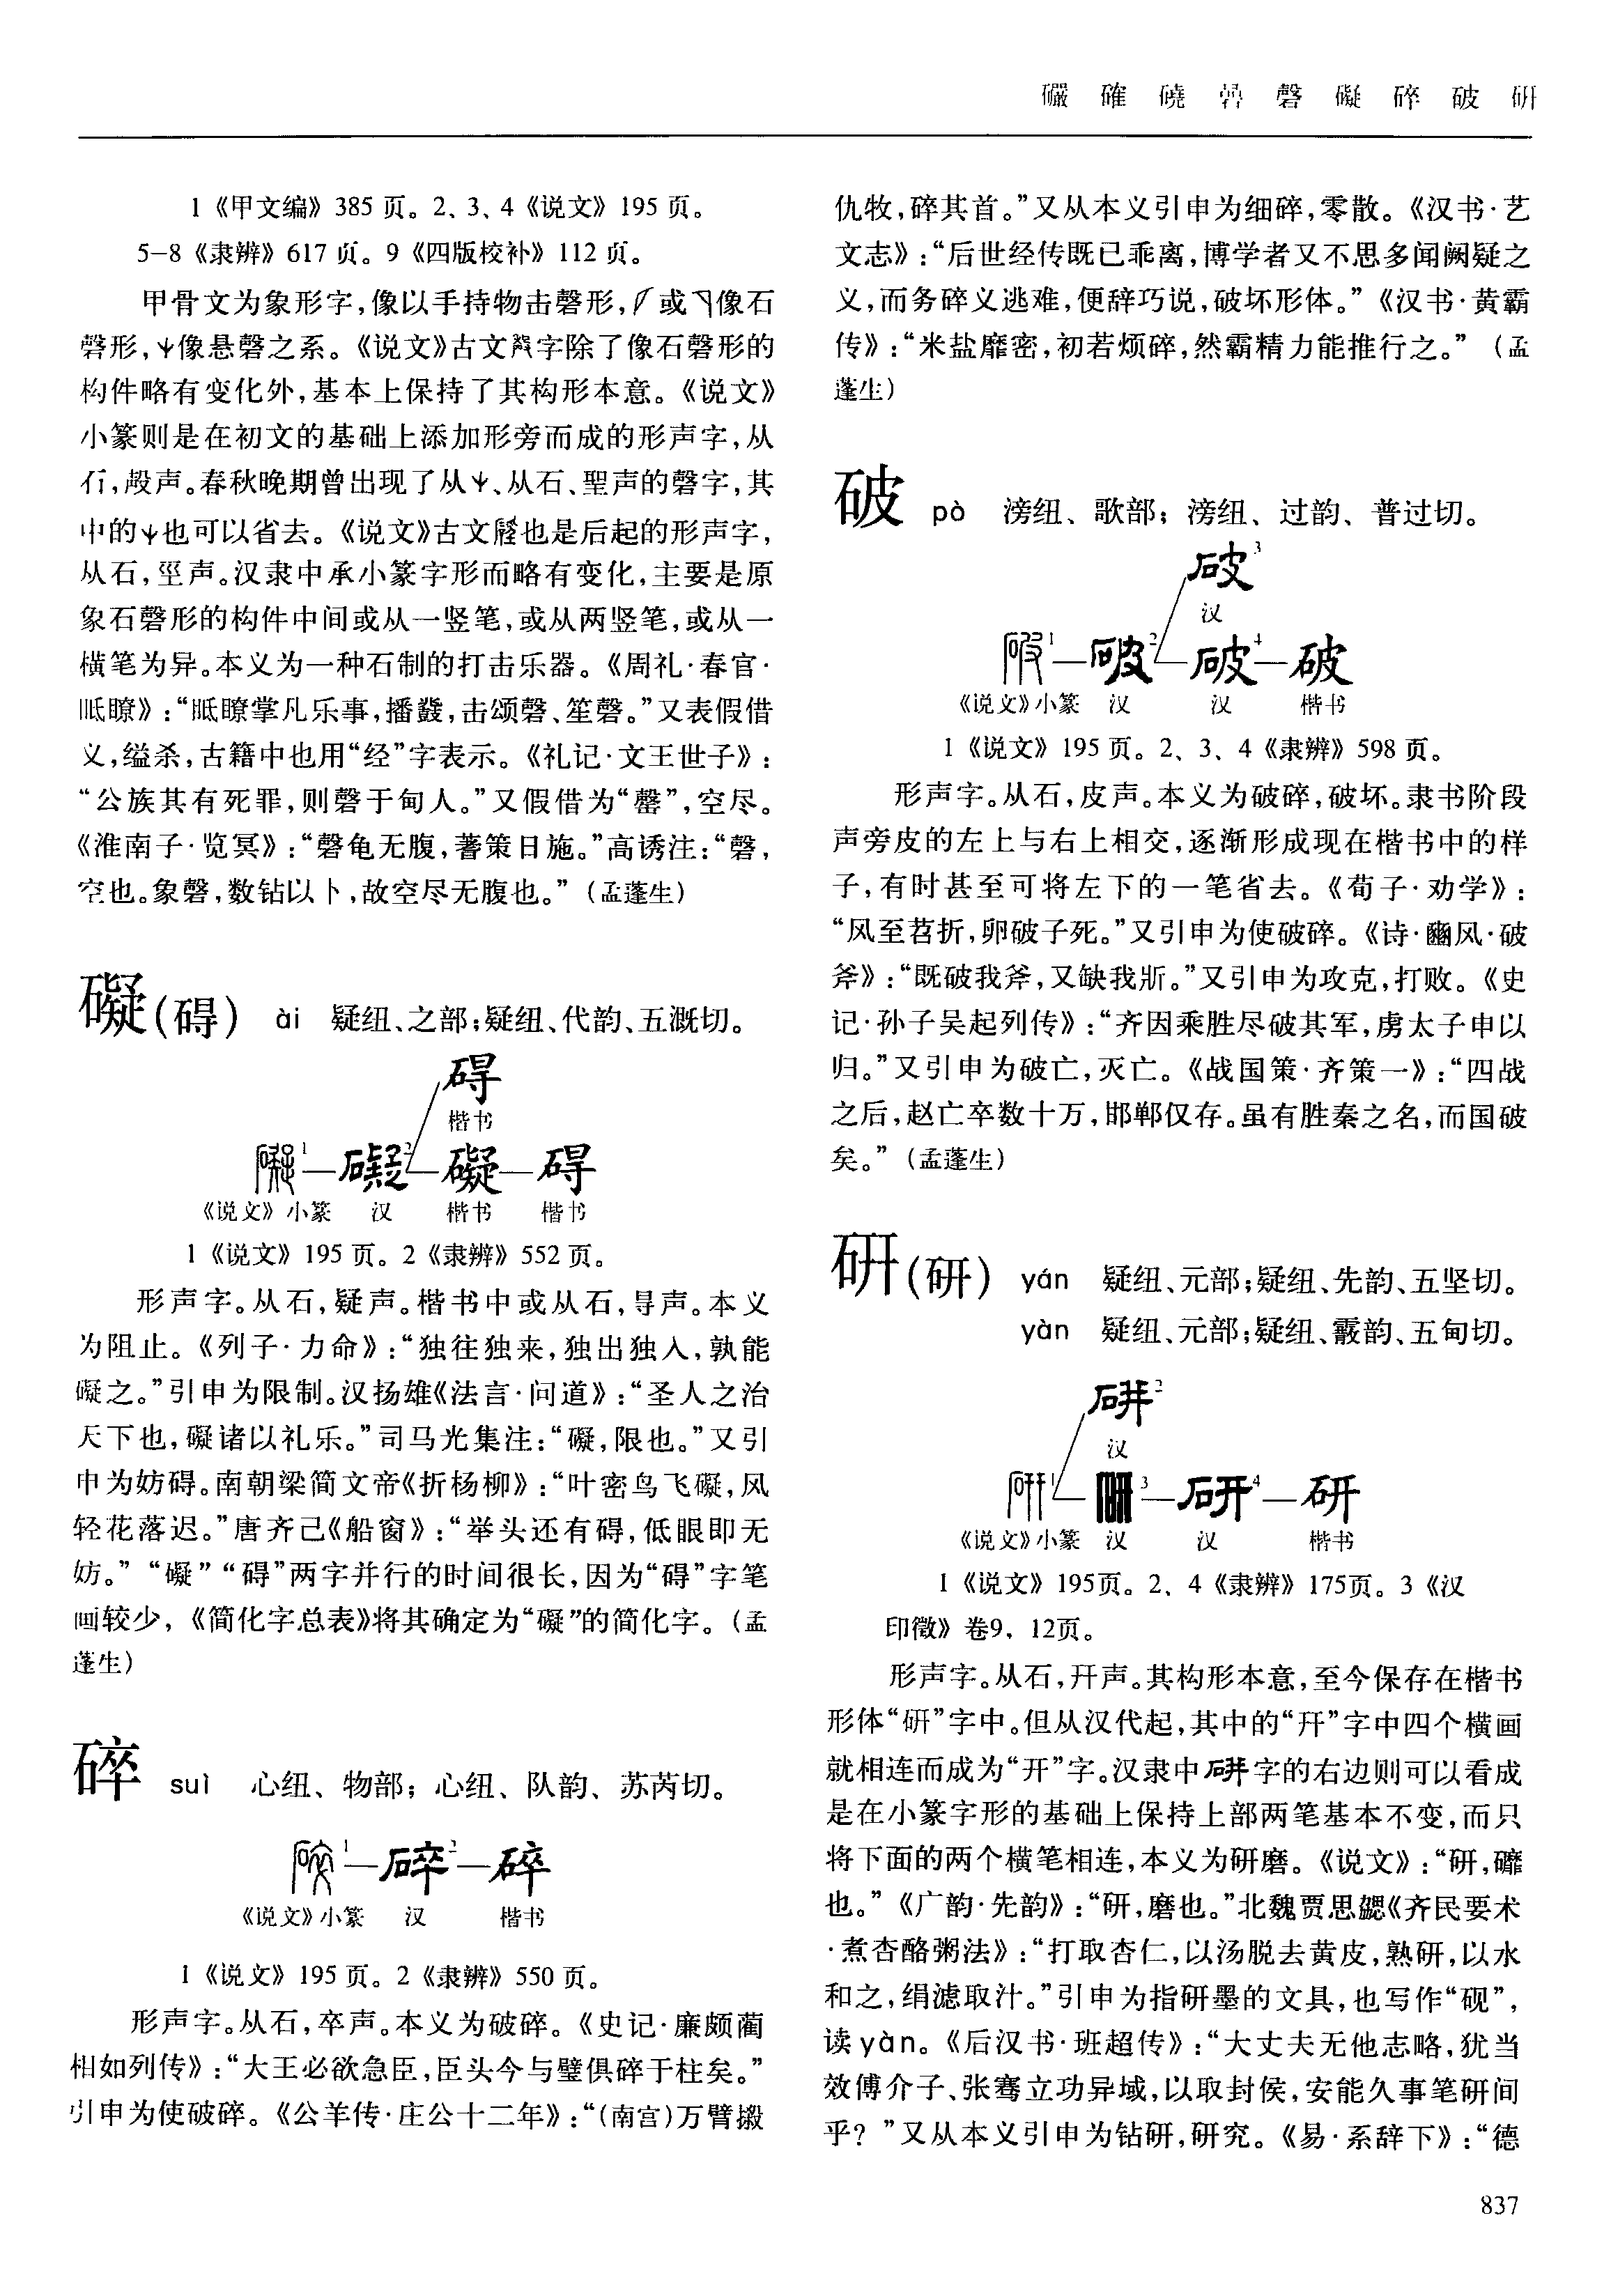 礹 確 磽 硻 磬 礙 碎 破 硏
1《甲文编》385 页。2、3、4《说文》195 页。
5-8《隶辨》617 页。9《四版校补》112 页。
甲骨文为象形字,像以手持物击磬形,或像石
磬形,像悬磬之系。《说文》古文字除了像石磬形的
构件略有变化外,基本上保持了其构形本意。《说文》
小篆则是在初文的基础上添加形旁而成的形声字,从
石,殸声。春秋晚期曾出现了从、从石、聖声的磬字,其
中的也可以省去。《说文》古文也是后起的形声字,
从石,巠声。汉隶中承小篆字形而略有变化,主要是原
象石磬形的构件中间或从一竖笔,或从两竖笔,或从一
横笔为异。本义为一种石制的打击乐器。《周礼·春官·
眡瞭》:“眡瞭掌凡乐事,播鼗,击颂磬、笙磬。”又表假借
义,缢杀,古籍中也用“经”字表示。《礼记·文王世子》:
“公族其有死罪,则磬于甸人。”又假借为“罄”,空尽。
《淮南子·览冥》:“磬龟无腹,蓍策日施。”高诱注:“磬,
空也。象磬,数钻以卜,故空尽无腹也。”(孟蓬生)
礙(碍) ài 疑纽、之部;疑纽、代韵、五溉切。
碍
楷书
礙1—礙2—礙—碍
《说文》小篆 汉 楷书 楷书
1《说文》195 页。2《隶辨》552 页。
形声字。从石,疑声。楷书中或从石,㝵声。本义
为阻止。《列子·力命》:“独往独来,独出独入,孰能
礙之。”引申为限制。汉扬雄《法言·问道》:“圣人之治
天下也,礙诸以礼乐。”司马光集注:“礙,限也。”又引
申为妨碍。南朝梁简文帝《折杨柳》:“叶密鸟飞礙,风
轻花落迟。”唐齐己《船窗》:“举头还有碍,低眼即无
妨。”“礙”“碍”两字并行的时间很长,因为“碍”字笔
画较少,《简化字总表》将其确定为“礙”的简化字。(孟
蓬生)
碎 suì 心纽、物部;心纽、队韵、苏芮切。
碎1—碎2—碎
《说文》小篆 汉 楷书
1《说文》195 页。2《隶辨》550 页。
形声字。从石,卒声。本义为破碎。《史记·廉颇蔺
相如列传》:“大王必欲急臣,臣头今与璧俱碎于柱矣。”
引申为使破碎。《公羊传·庄公十二年》:“(南宫)万臂摋
仇牧,碎其首。”又从本义引申为细碎,零散。《汉书·艺
文志》:“后世经传既已乖离,博学者又不思多闻阙疑之
义,而务碎义逃难,便辞巧说,破坏形体。”《汉书·黄霸
传》:“米盐靡密,初若烦碎,然霸精力能推行之。”(孟
蓬生)
破 pò 滂纽、歌部;滂纽、过韵、普过切。
破3
汉
破1—破2—破4—破
《说文》小篆 汉 汉 楷书
1《说文》195 页。2、3、4《隶辨》598 页。
形声字。从石,皮声。本义为破碎,破坏。隶书阶段
声旁皮的左上与右上相交,逐渐形成现在楷书中的样
子,有时甚至可将左下的一笔省去。《荀子·劝学》:
“风至苕折,卵破子死。”又引申为使破碎。《诗·豳风·破
斧》:“既破我斧,又缺我斨。”又引申为攻克,打败。《史
记·孙子吴起列传》:“齐因乘胜尽破其军,虏太子申以
归。”又引申为破亡,灭亡。《战国策·齐策一》:“四战
之后,赵亡卒数十万,邯郸仅存。虽有胜秦之名,而国破
矣。”(孟蓬生)
硏(研) yán 疑纽、元部;疑纽、先韵、五坚切。
yàn 疑纽、元部;疑纽、霰韵、五甸切。
研2
汉
硏1—研3—研4—研
《说文》小篆 汉 汉 楷书
1《说文》195页。2、4《隶辨》175页。3《汉
印徵》卷9,12页。
形声字。从石,幵声。其构形本意,至今保存在楷书
形体“硏”字中。但从汉代起,其中的“幵”字中四个横画
就相连而成为“开”字。汉隶中字的右边则可以看成
是在小篆字形的基础上保持上部两笔基本不变,而只
将下面的两个横笔相连,本义为研磨。《说文》:“研,䃺
也。”《广韵·先韵》:“研,磨也。”北魏贾思勰《齐民要术
·煮杏酪粥法》:“打取杏仁,以汤脱去黄皮,熟研,以水
和之,绢滤取汁。”引申为指研墨的文具,也写作“砚”,
读 yàn。《后汉书·班超传》:“大丈夫无他志略,犹当
效傅介子、张骞立功异域,以取封侯,安能久事笔研间
乎?”又从本义引申为钻研,研究。《易·系辞下》:“德
837